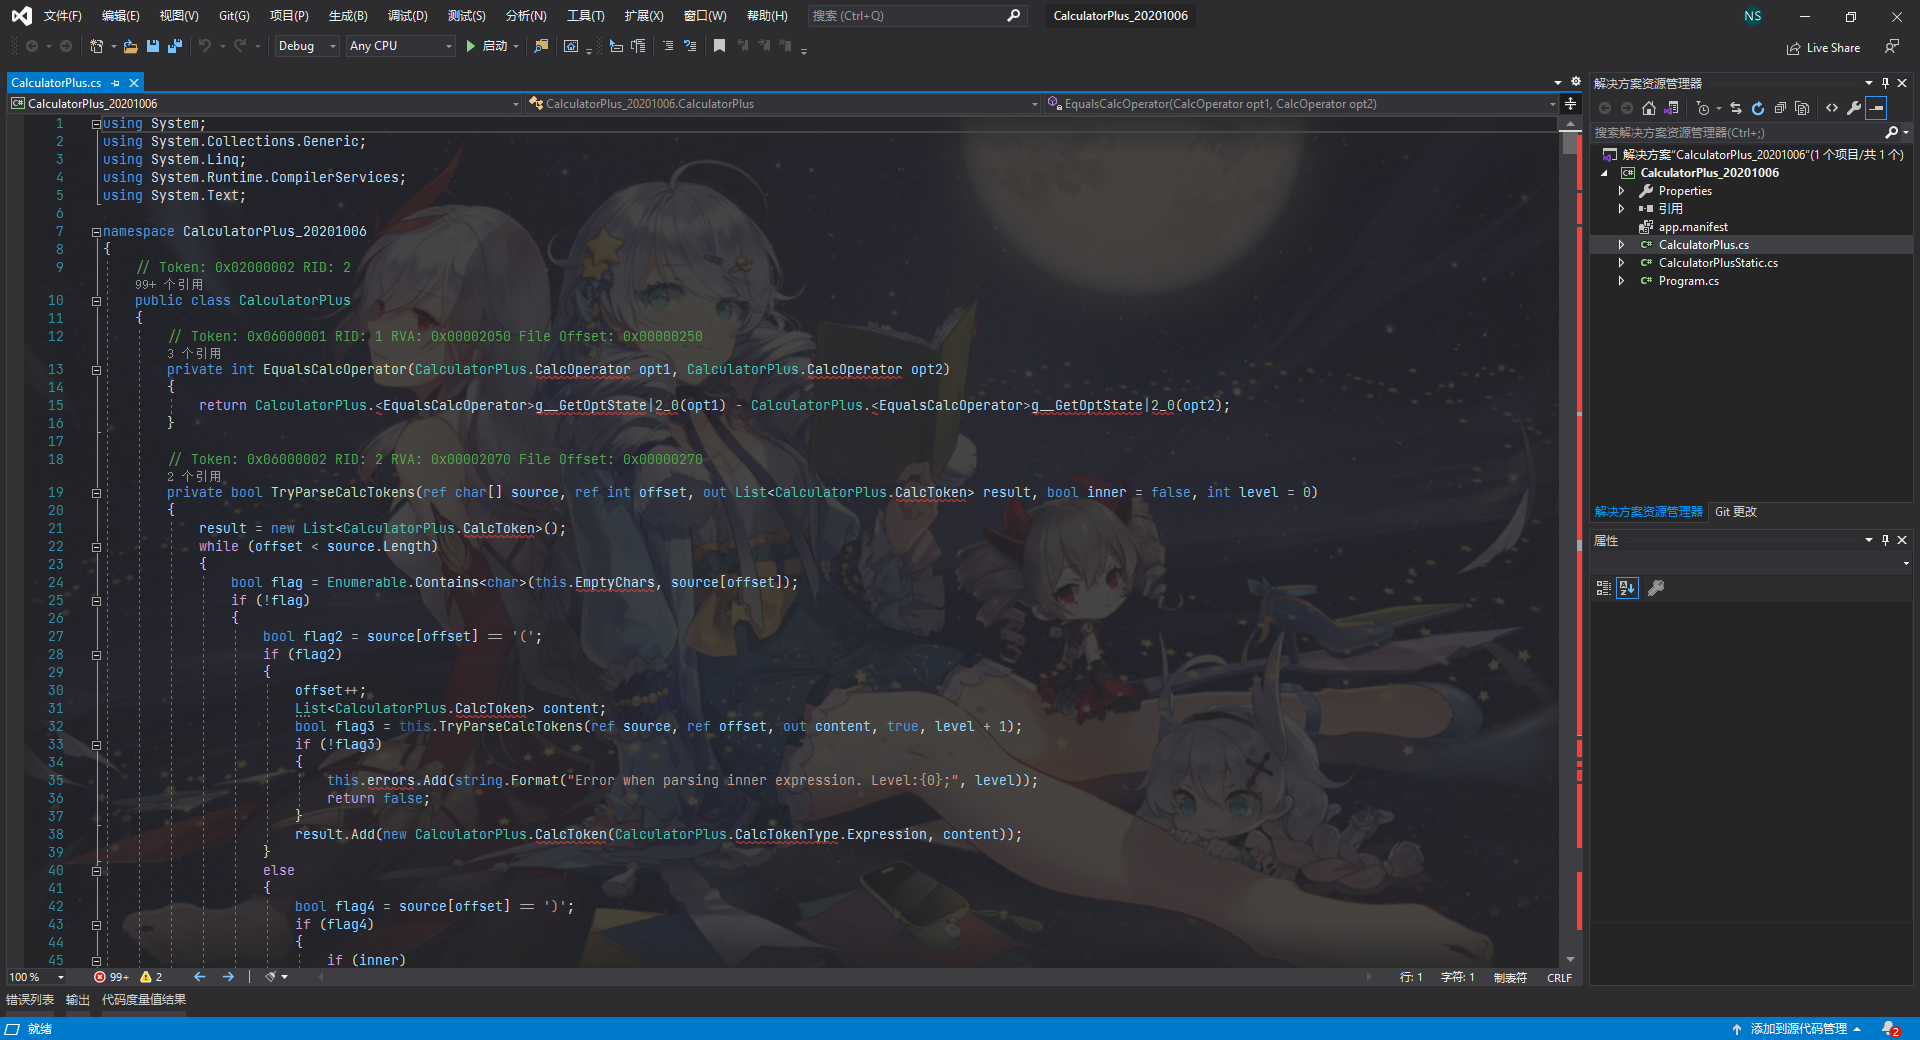 文件(F) 编辑(E) 视图(V) Git(G) 项目(P) 生成(B) 调试(D) 测试(S) 分析(N) 工具(T) 扩展(X) 窗口(W) 帮助(H) 搜索 (Ctrl+Q) CalculatorPlus_20201006 NS
Debug Any CPU 启动 Live Share
CalculatorPlus.cs
CalculatorPlus_20201006 CalculatorPlus_20201006.CalculatorPlus EqualsCalcOperator(CalcOperator opt1, CalcOperator opt2)
1 using System;
2 using System.Collections.Generic;
3 using System.Linq;
4 using System.Runtime.CompilerServices;
5 using System.Text;
6
7 namespace CalculatorPlus_20201006
8 {
9 // Token: 0x02000002 RID: 2
99+ 个引用
10 public class CalculatorPlus
11 {
12 // Token: 0x06000001 RID: 1 RVA: 0x00002050 File Offset: 0x00000250
3 个引用
13 private int EqualsCalcOperator(CalculatorPlus.CalcOperator opt1, CalculatorPlus.CalcOperator opt2)
14 {
15 return CalculatorPlus.<EqualsCalcOperator>g__GetOptState|2_0(opt1) - CalculatorPlus.<EqualsCalcOperator>g__GetOptState|2_0(opt2);
16 }
17
18 // Token: 0x06000002 RID: 2 RVA: 0x00002070 File Offset: 0x00000270
2 个引用
19 private bool TryParseCalcTokens(ref char[] source, ref int offset, out List<CalculatorPlus.CalcToken> result, bool inner = false, int level = 0)
20 {
21 result = new List<CalculatorPlus.CalcToken>();
22 while (offset < source.Length)
23 {
24 bool flag = Enumerable.Contains<char>(this.EmptyChars, source[offset]);
25 if (!flag)
26 {
27 bool flag2 = source[offset] == '(';
28 if (flag2)
29 {
30 offset++;
31 List<CalculatorPlus.CalcToken> content;
32 bool flag3 = this.TryParseCalcTokens(ref source, ref offset, out content, true, level + 1);
33 if (!flag3)
34 {
35 this.errors.Add(string.Format("Error when parsing inner expression. Level:{0};", level));
36 return false;
37 }
38 result.Add(new CalculatorPlus.CalcToken(CalculatorPlus.CalcTokenType.Expression, content));
39 }
40 else
41 {
42 bool flag4 = source[offset] == ')';
43 if (flag4)
44 {
45 if (inner)
100 % 99+ 2 行: 1 字符: 1 制表符 CRLF
错误列表 输出 代码度量值结果
就绪 添加到源代码管理 2
解决方案资源管理器
搜索解决方案资源管理器(Ctrl+;)
解决方案"CalculatorPlus_20201006"(1 个项目/共 1 个)
CalculatorPlus_20201006
Properties
引用
app.manifest
CalculatorPlus.cs
CalculatorPlusStatic.cs
Program.cs
解决方案资源管理器 Git 更改
属性